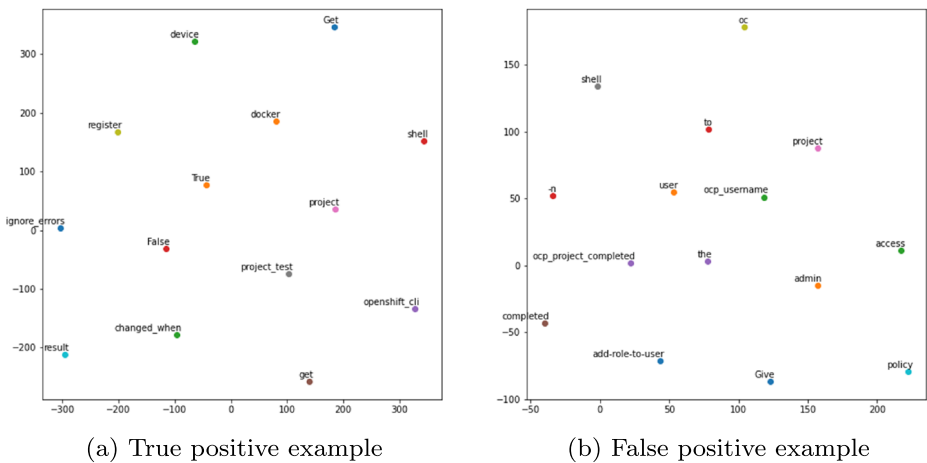 Get
device
300
200
docker
register
shell
100
True
project
ignore_errors
0
False
project_test
-100
openshift_cli
changed_when
-200
result
get
-300 -200 -100 0 100 200 300
(a) True positive example
oc
150
shell
100
to
project
50
-n
user
ocp_username
access
ocp_project_completed
the
0
admin
completed
-50
add-role-to-user
Give
policy
-100
-50 0 50 100 150 200
(b) False positive example